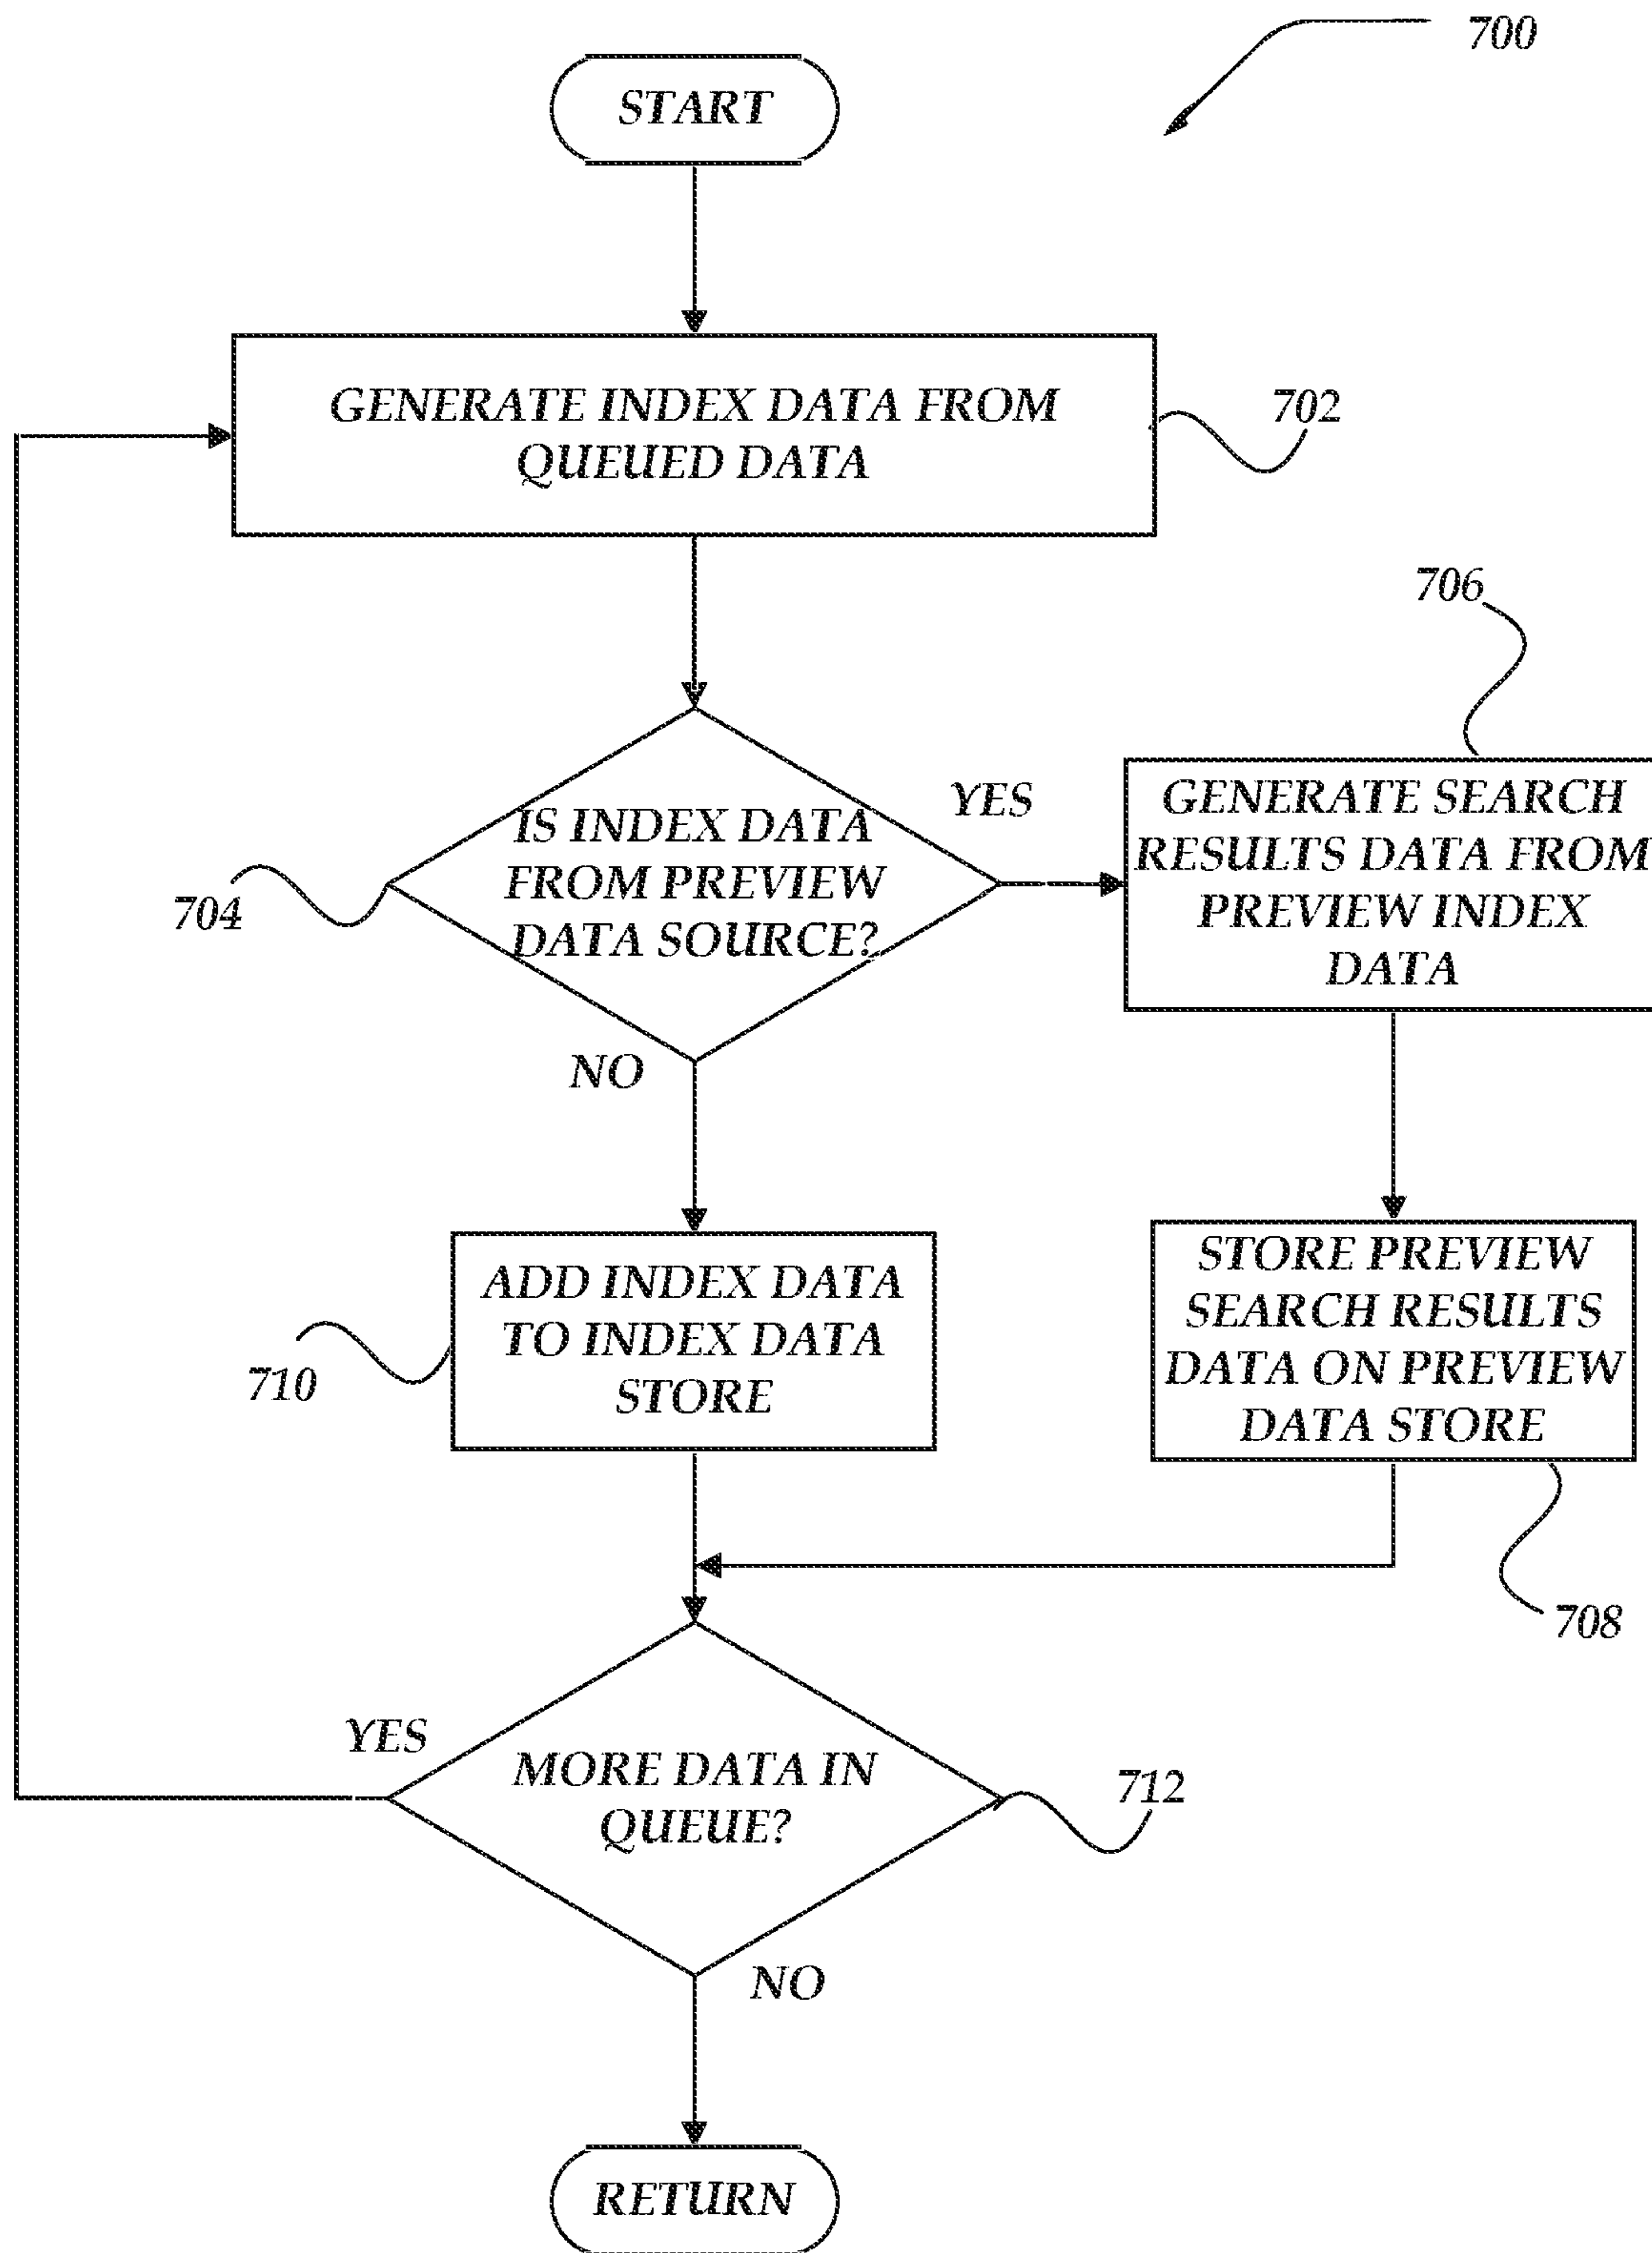 700
START
GENERATE INDEX DATA FROM
QUEUED DATA
702
706
IS INDEX DATA
FROM PREVIEW
DATA SOURCE?
YES
704
GENERATE SEARCH
RESULTS DATA FROM
PREVIEW INDEX
DATA
NO
ADD INDEX DATA
TO INDEX DATA
STORE
710
STORE PREVIEW
SEARCH RESULTS
DATA ON PREVIEW
DATA STORE
708
YES
MORE DATA IN
QUEUE?
712
NO
RETURN